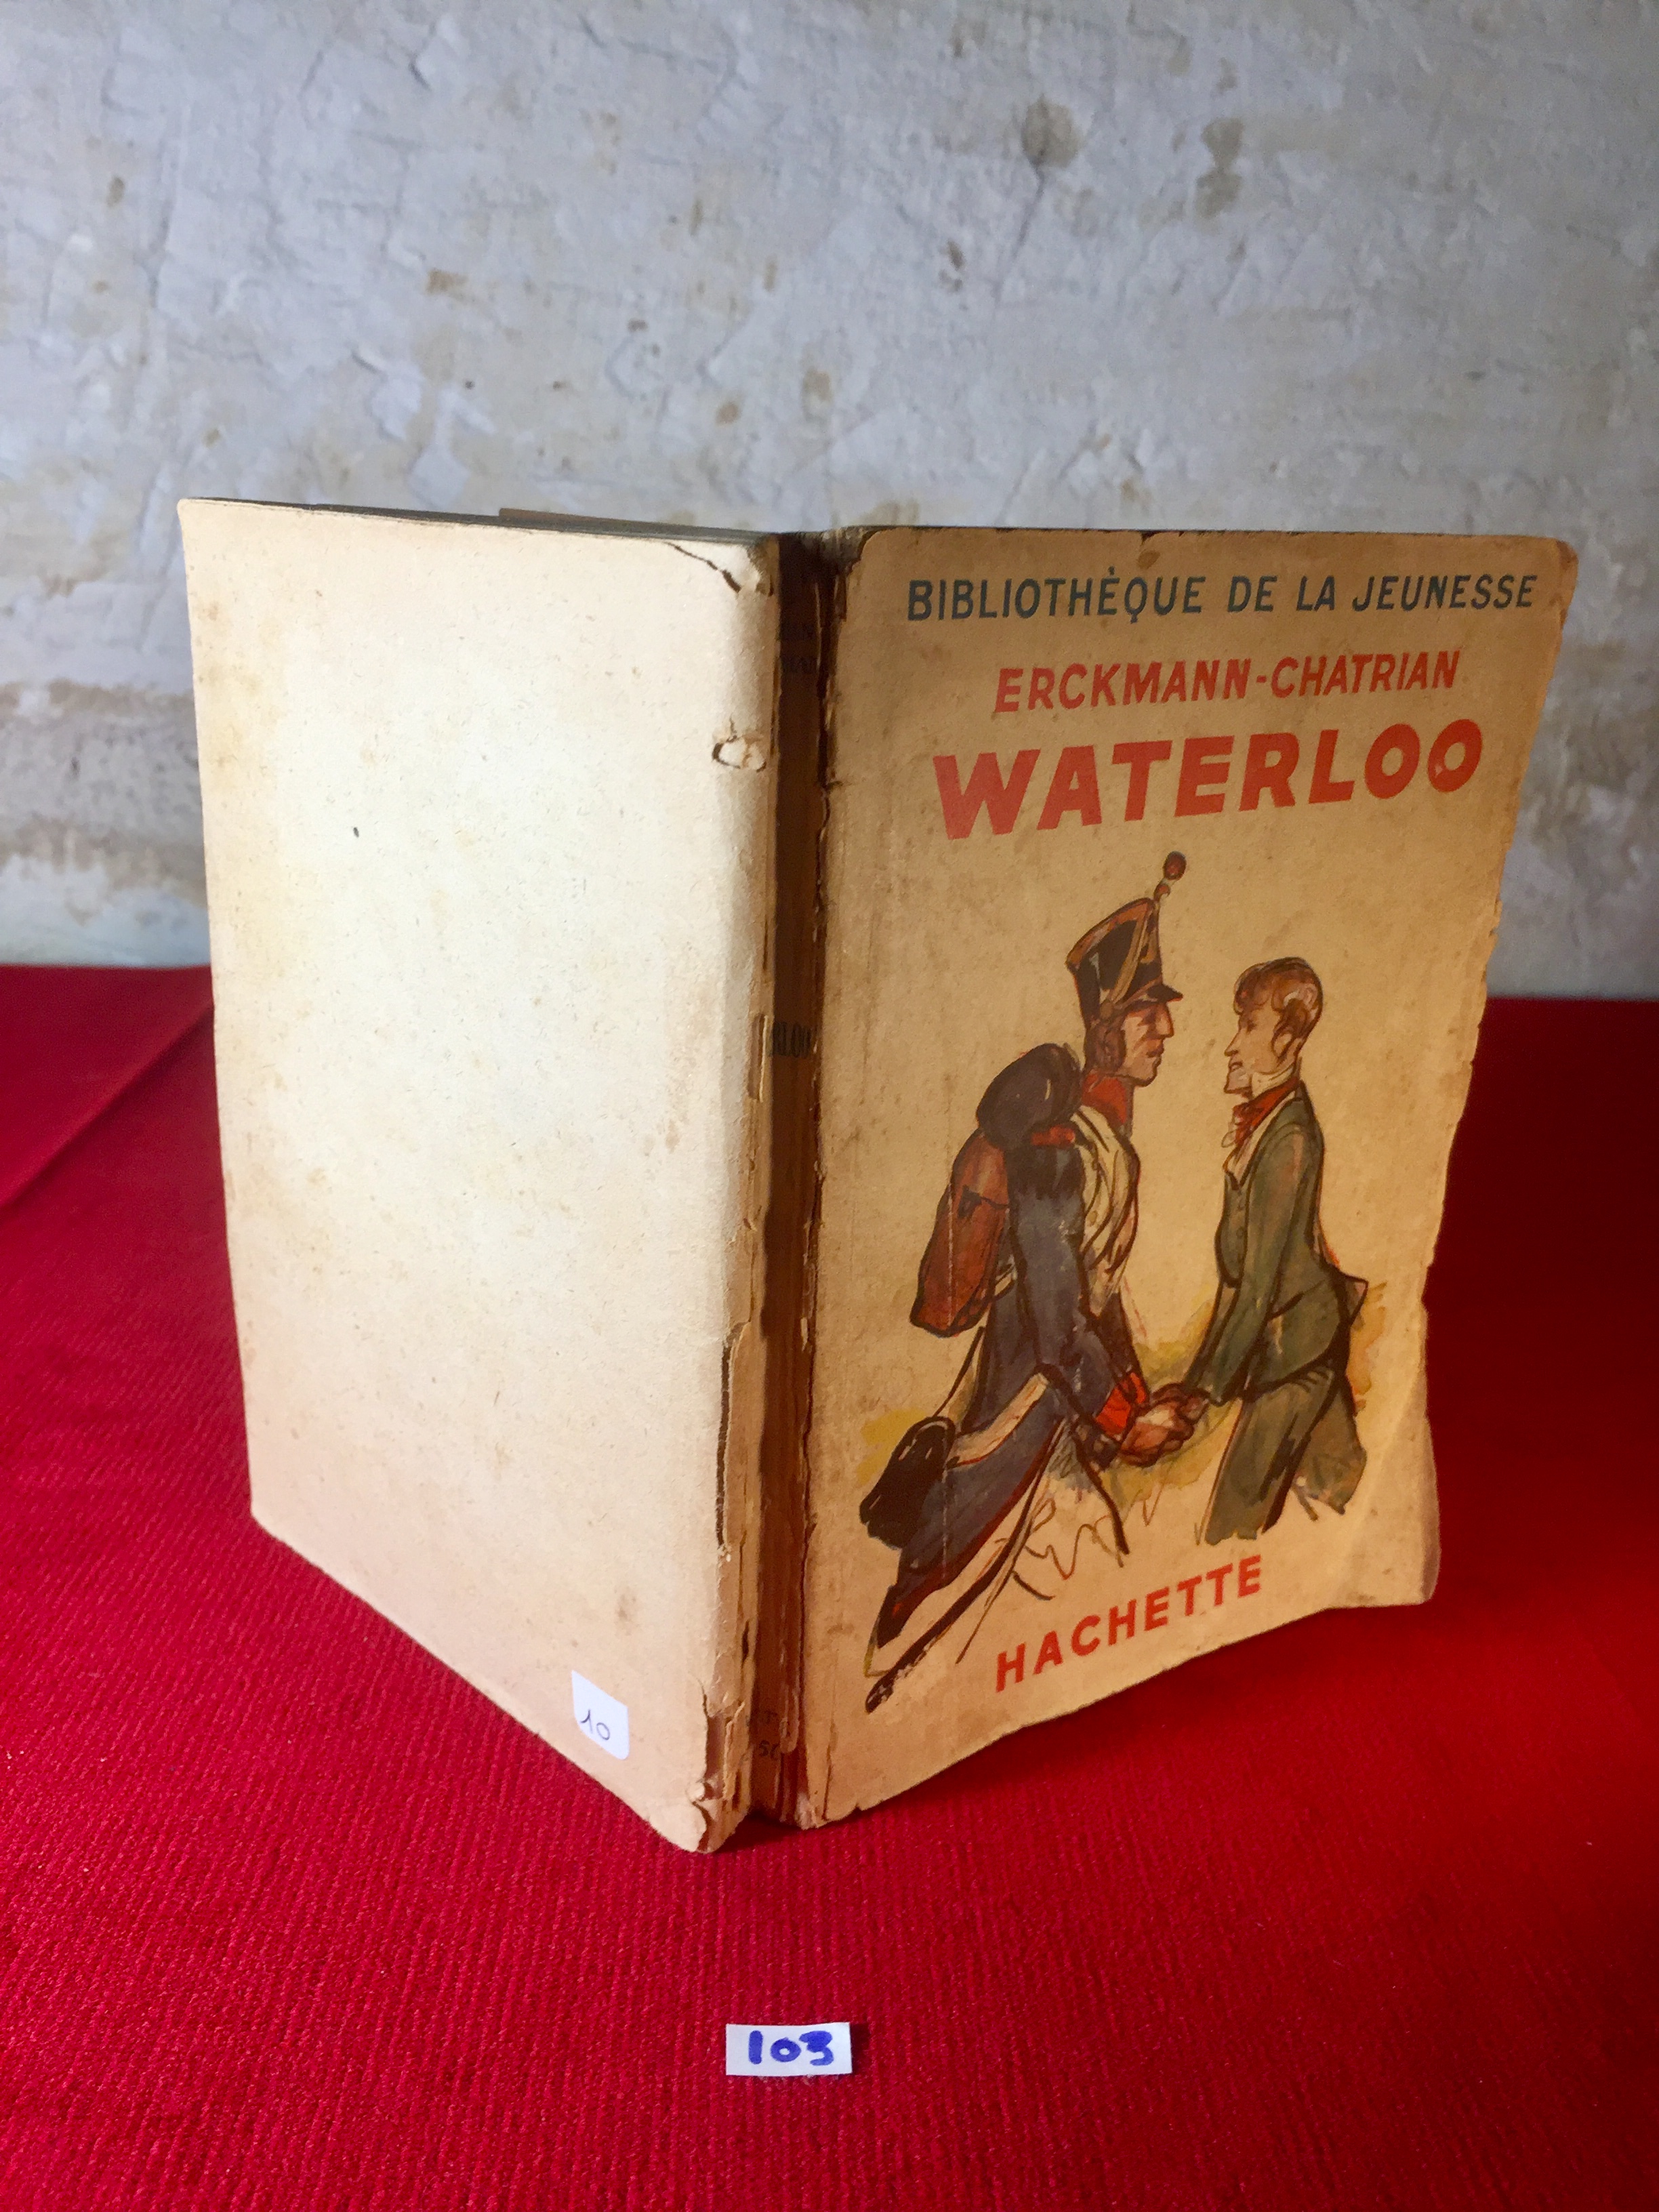 BIBLIOTHÈQUE DE LA JEUNESSE
ERCKMANN-CHATRIAN
WATERLOO
HACHETTE
10
103